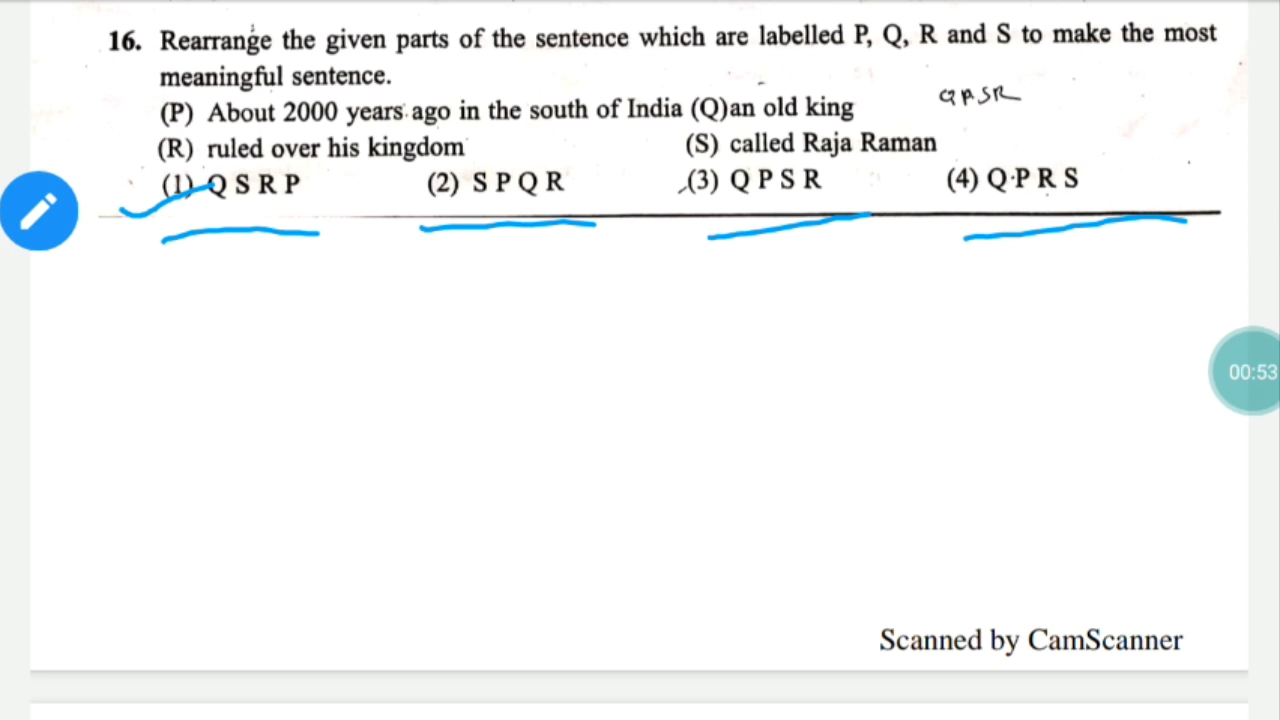 16. Rearrange the given parts of the sentence which are labelled P, Q, R and S to make the most
meaningful sentence.
QPSR
(P) About 2000 years ago in the south of India (Q)an old king
(R) ruled over his kingdom (S) called Raja Raman
(1) Q S R P (2) S P Q R (3) Q P S R (4) Q P R S
00:53
Scanned by CamScanner